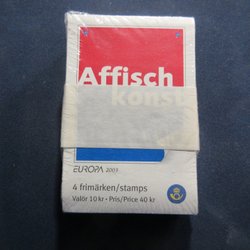 Affisch
konst
EUROPA 2003
4 frimärken/stamps
Valör 10 kr • Pris/Price 40 kr